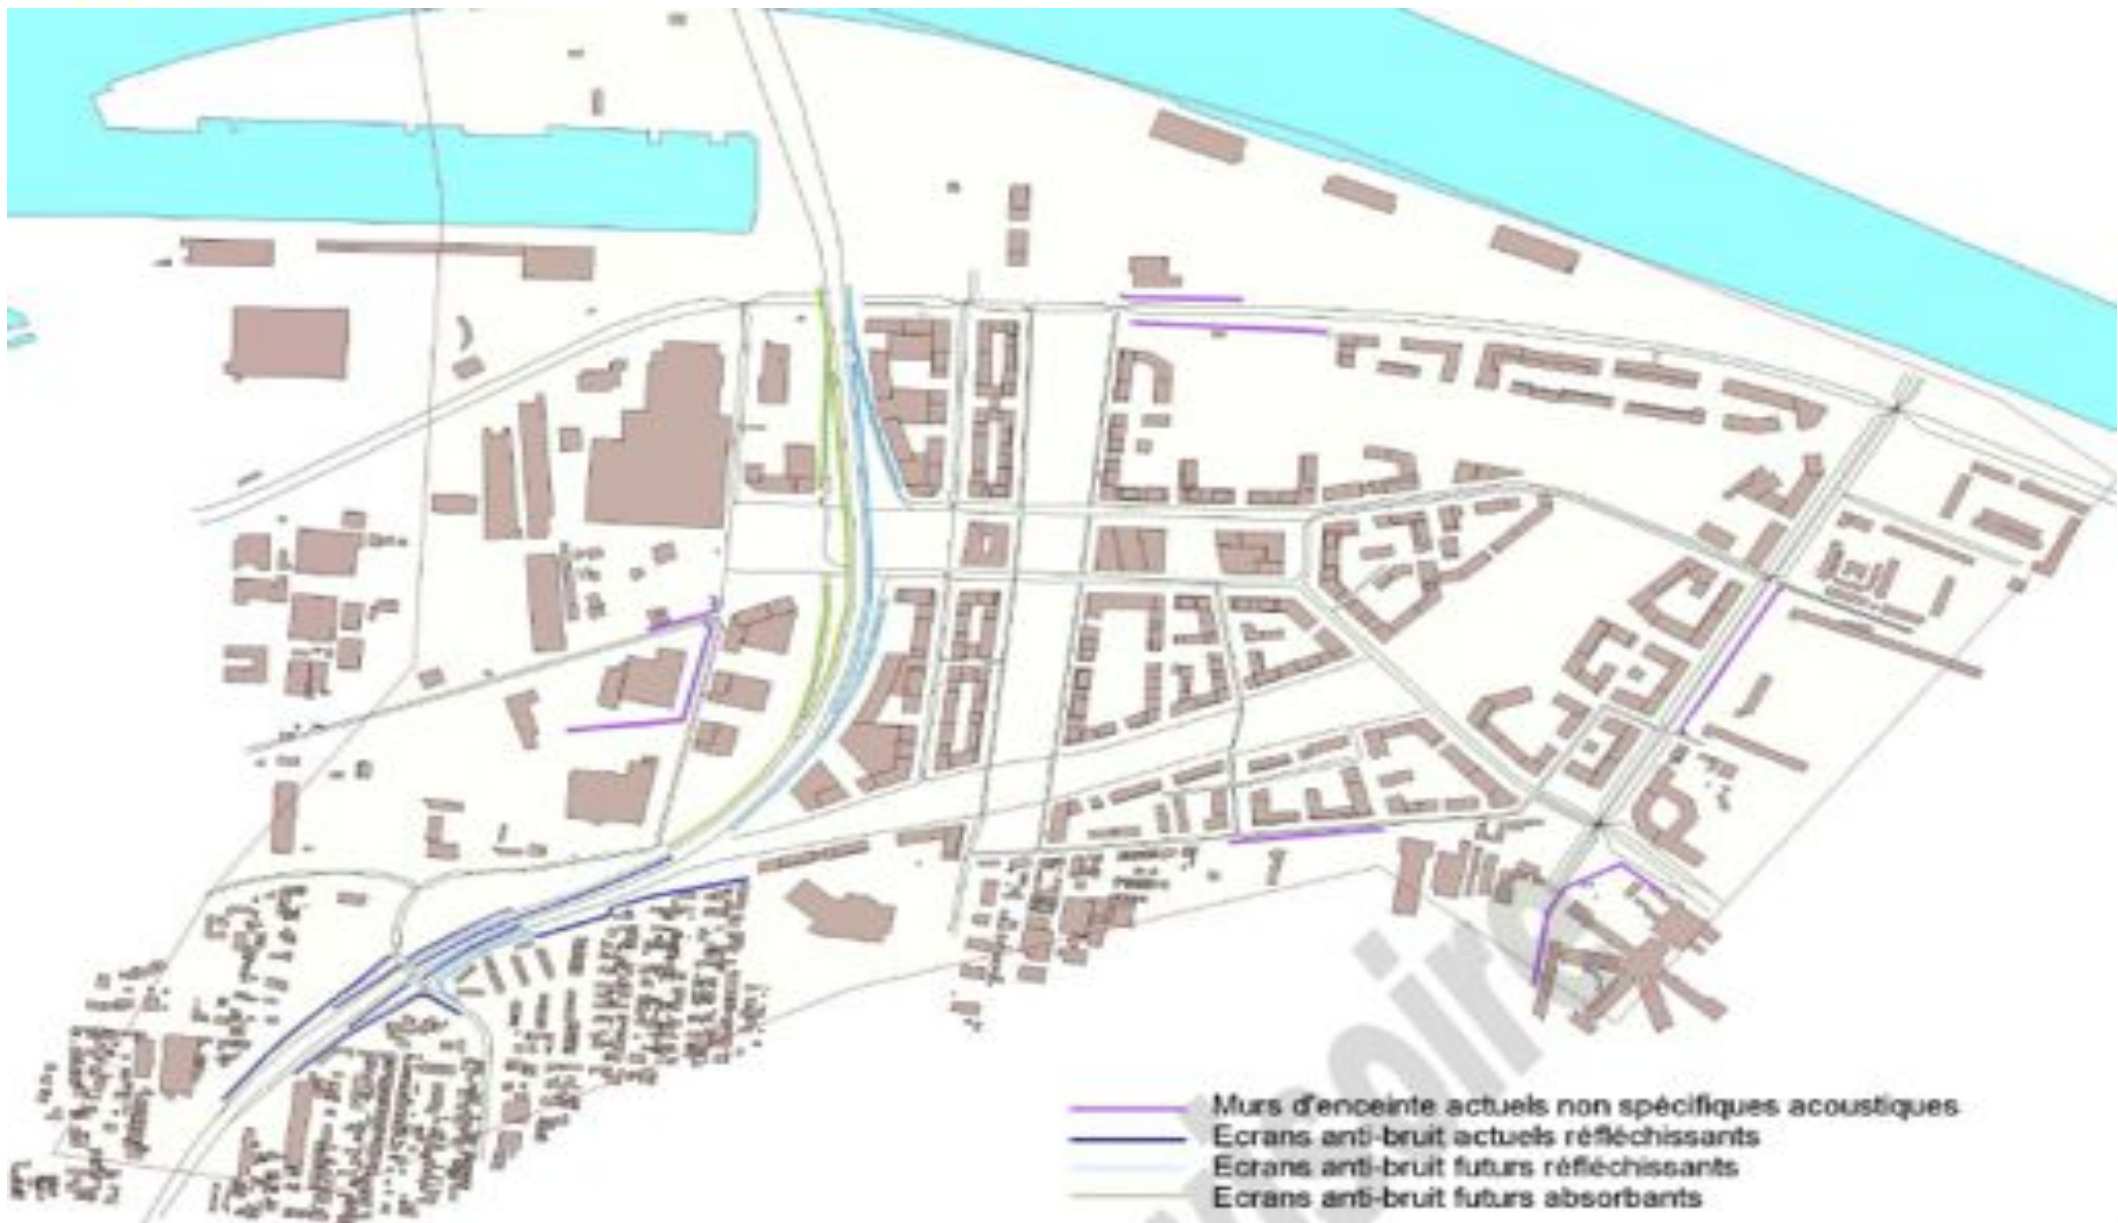 Murs d'enceinte actuels non spécifiques acoustiques
Ecrans anti-bruit actuels réfléchissants
Ecrans anti-bruit futurs réfléchissants
Ecrans anti-bruit futurs absorbants